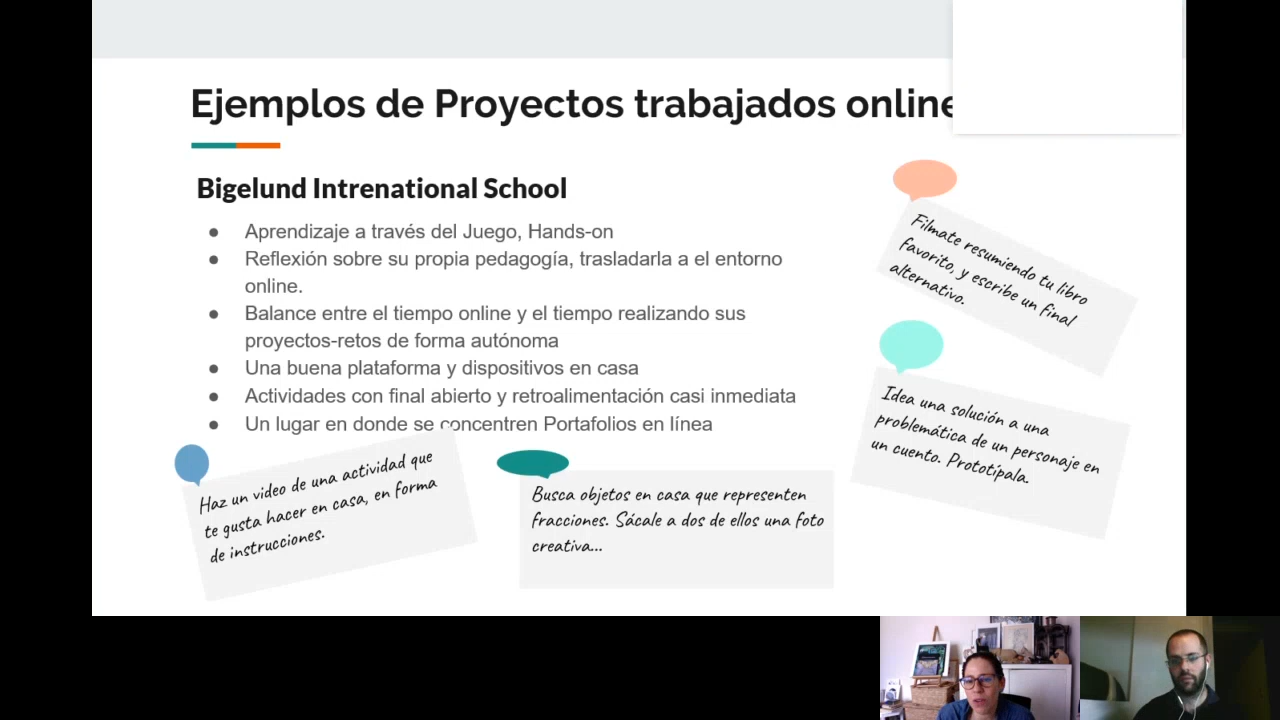 Ejemplos de Proyectos trabajados online
Bigelund Intrenational School
● Aprendizaje a través del Juego, Hands-on
● Reflexión sobre su propia pedagogía, trasladarla a el entorno
online.
● Balance entre el tiempo online y el tiempo realizando sus
proyectos-retos de forma autónoma
● Una buena plataforma y dispositivos en casa
● Actividades con final abierto y retroalimentación casi inmediata
● Un lugar en donde se concentren Portafolios en línea
Filmate resumiendo tu libro
favorito, y escribe un final
alternativo.
Idea una solución a una
problemática de un personaje en
un cuento. Prototípala.
Haz un video de una actividad que
te gusta hacer en casa, en forma
de instrucciones.
Busca objetos en casa que representen
fracciones. Sácale a dos de ellos una foto
creativa...